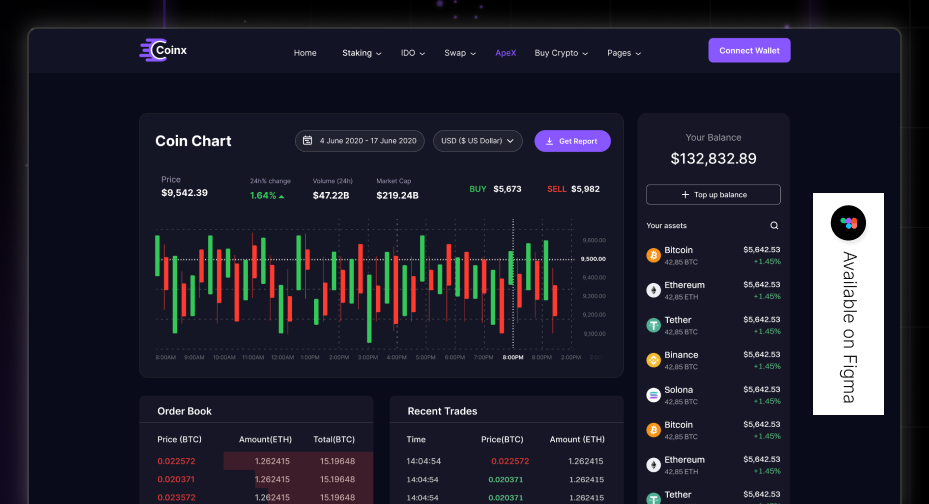 Coinx
Home Staking IDO Swap ApeX Buy Crypto Pages Connect Wallet
Coin Chart
4 June 2020 - 17 June 2020
USD ($ US Dollar)
Get Report
Price
$9,542.39
24h% change
1.64%
Volume (24h)
$47.22B
Market Cap
$219.24B
BUY $5,673
SELL $5,982
9,600.00
9,500.00
9,400.00
9,300.00
9,200.00
9,100.00
8:00AM 9:00AM 10:00AM 11:00AM 12:00AM 1:00PM 2:00PM 3:00PM 4:00PM 5:00PM 6:00PM 7:00PM 8:00PM 9:00PM 2:00PM
Your Balance
$132,832.89
Top up balance
Your assets
Bitcoin $5,642.53
42,85 BTC +1.45%
Ethereum $5,642.53
42,85 ETH +1.45%
Tether $5,642.53
42,85 BTC +1.45%
Binance $5,642.53
42,85 BTC +1.45%
Solona $5,642.53
42,85 BTC +1.45%
Bitcoin $5,642.53
42,85 BTC +1.45%
Ethereum $5,642.53
42,85 ETH +1.45%
Tether $5,642.53
Order Book
Price (BTC) Amount(ETH) Total(BTC)
0.022572 1.262415 15.19648
0.020371 1.262415 15.19648
0.023572 1.262415 15.19648
Recent Trades
Time Price(BTC) Amount (ETH)
14:04:54 0.022572 1.262415
14:04:54 0.020371 1.262415
14:04:54 0.023572 1.262415
Available on Figma